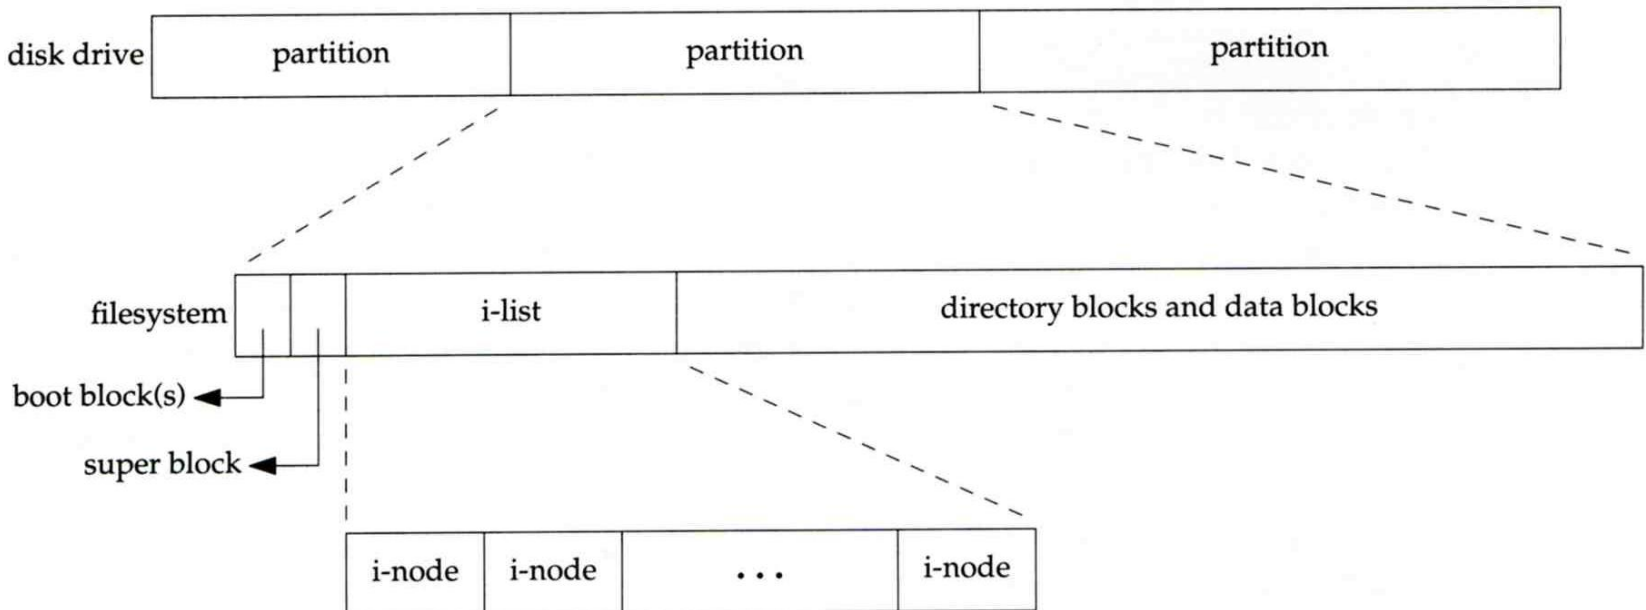 disk drive
partition
partition
partition
filesystem
i-list
directory blocks and data blocks
boot block(s)
super block
i-node
i-node
...
i-node